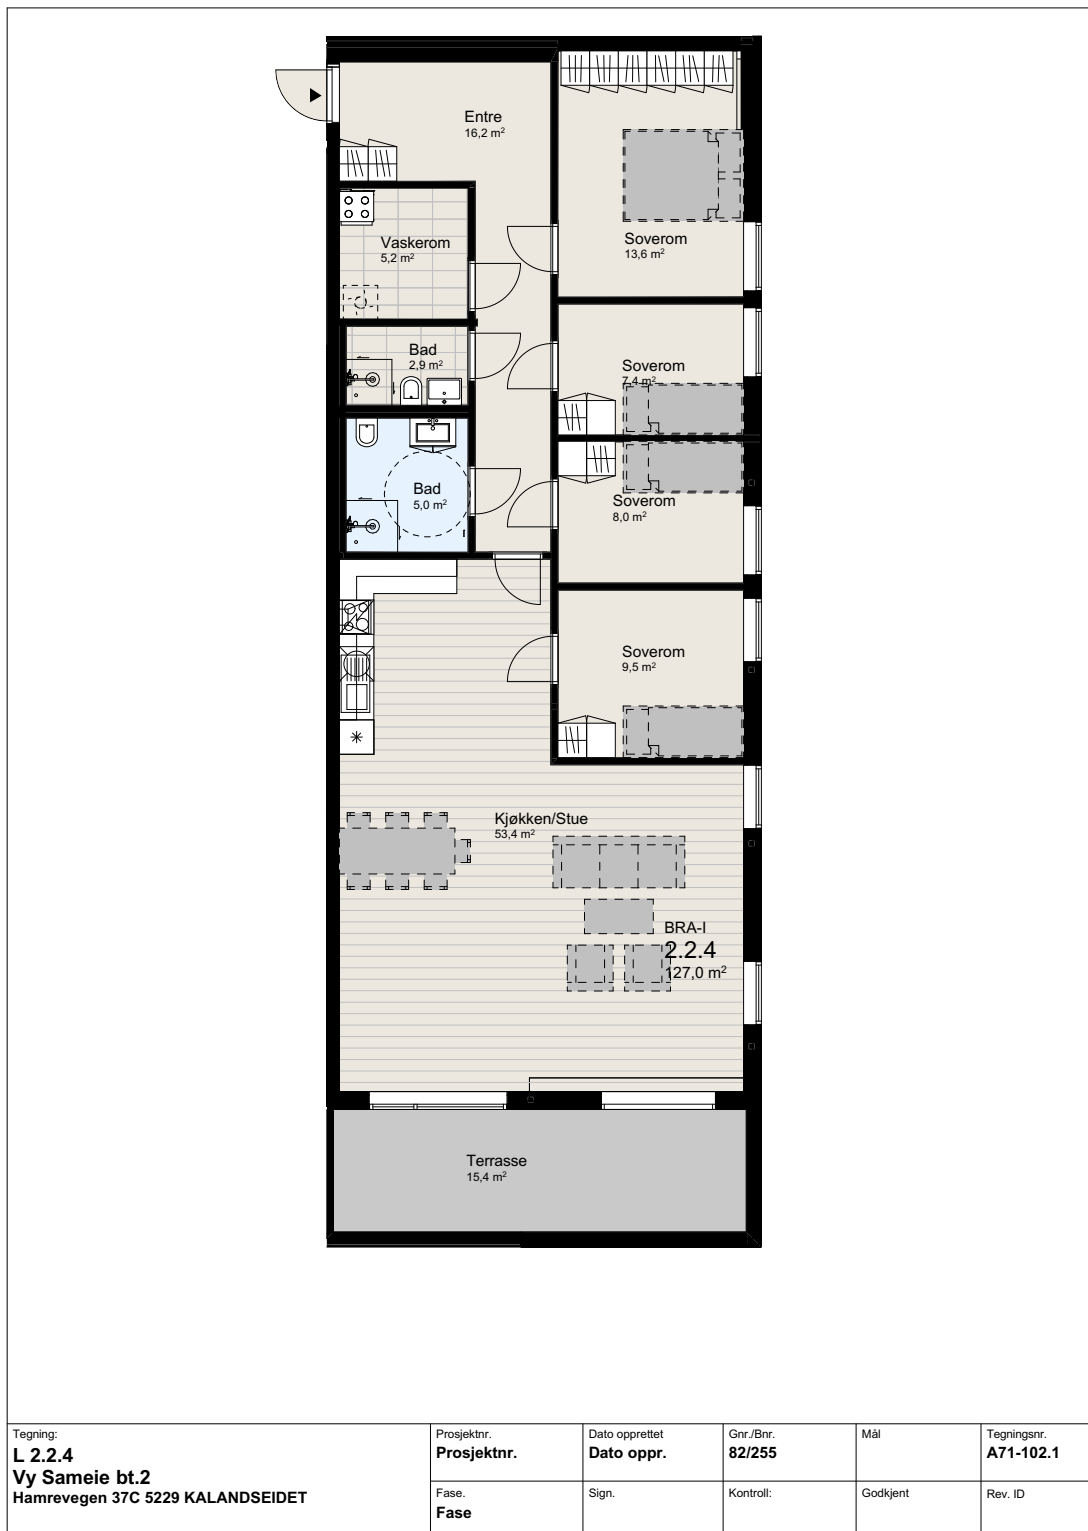 Entre
16,2 m²
Soverom
13,6 m²
Vaskerom
5,2 m²
Bad
2,9 m²
Soverom
7,4 m²
Bad
5,0 m²
Soverom
8,0 m²
Soverom
9,5 m²
Kjøkken/Stue
53,4 m²
BRA-I
2.2.4
127,0 m²
Terrasse
15,4 m²
Tegning:
L 2.2.4
Vy Sameie bt.2
Hamrevegen 37C 5229 KALANDSEIDET
Prosjektnr.
Prosjektnr.
Dato opprettet
Dato oppr.
Gnr./Bnr.
82/255
Mål
Tegningsnr.
A71-102.1
Fase.
Fase
Sign.
Kontroll:
Godkjent
Rev. ID